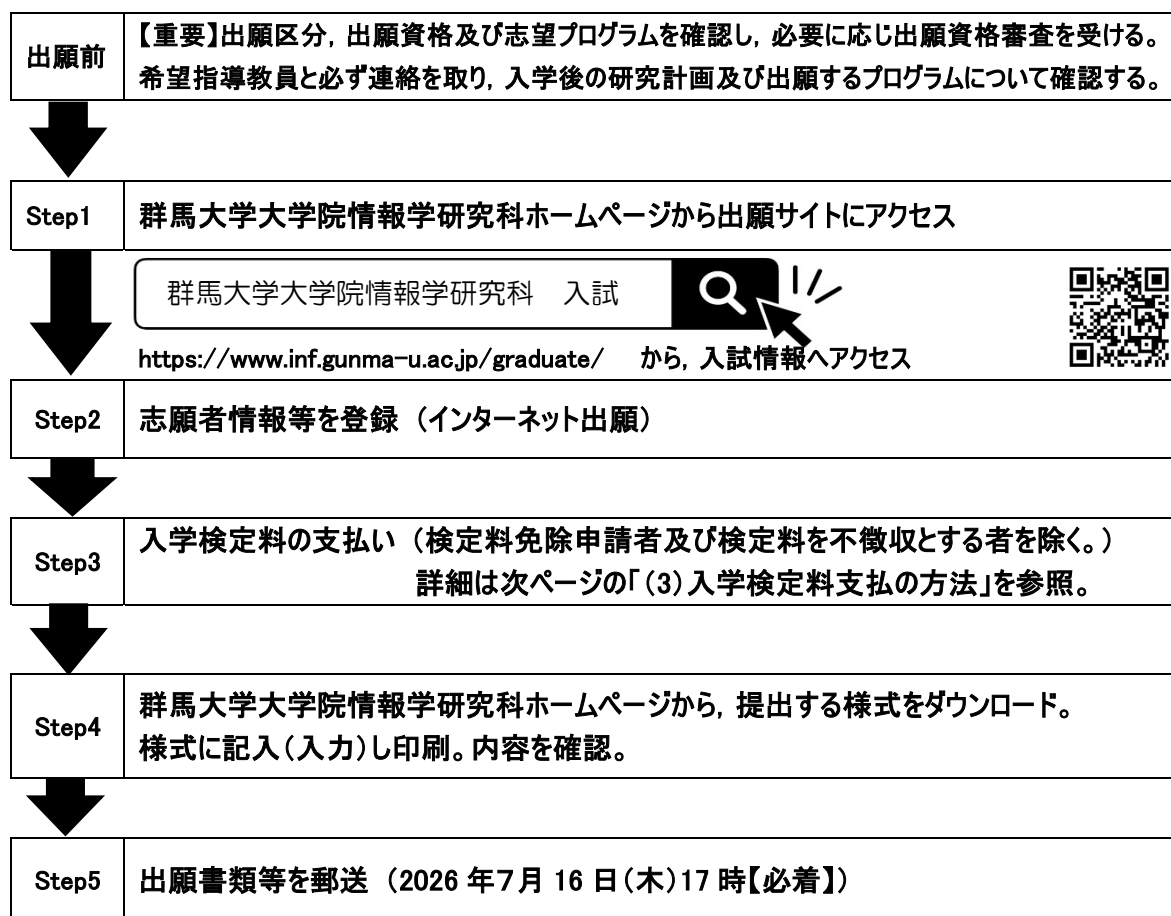 出願前
【重要】出願区分，出願資格及び志望プログラムを確認し，必要に応じ出願資格審査を受ける。
希望指導教員と必ず連絡を取り，入学後の研究計画及び出願するプログラムについて確認する。
Step1
群馬大学大学院情報学研究科ホームページから出願サイトにアクセス
群馬大学大学院情報学研究科　入試
https://www.inf.gunma-u.ac.jp/graduate/　から，入試情報へアクセス
Step2
志願者情報等を登録（インターネット出願）
Step3
入学検定料の支払い（検定料免除申請者及び検定料を不徴収とする者を除く。）
詳細は次ページの「（3）入学検定料支払の方法」を参照。
Step4
群馬大学大学院情報学研究科ホームページから，提出する様式をダウンロード。
様式に記入（入力）し印刷。内容を確認。
Step5
出願書類等を郵送（2026 年７月 16 日（木）17 時【必着】）